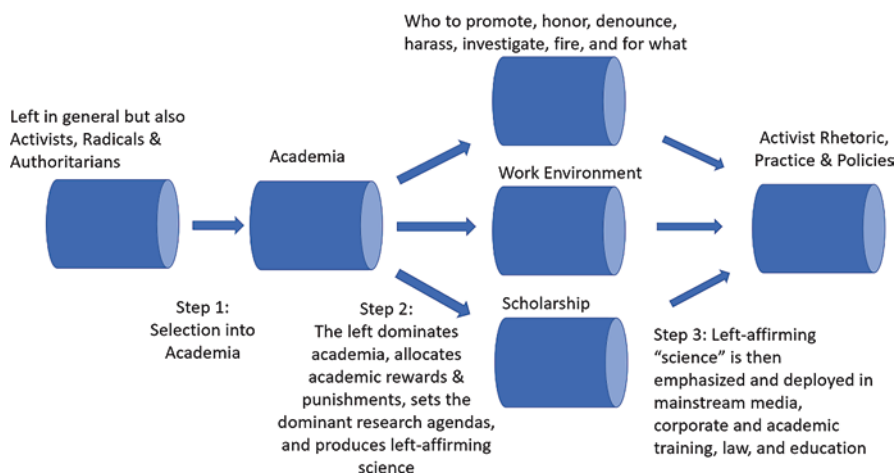 Who to promote, honor, denounce,
harass, investigate, fire, and for what
Left in general but also
Activists, Radicals &
Authoritarians
Academia
Work Environment
Activist Rhetoric,
Practice & Policies
Step 1:
Selection into
Academia
Step 2:
The left dominates
academia, allocates
academic rewards &
punishments, sets the
dominant research agendas,
and produces left-affirming
science
Scholarship
Step 3: Left-affirming
“science” is then
emphasized and deployed in
mainstream media,
corporate and academic
training, law, and education